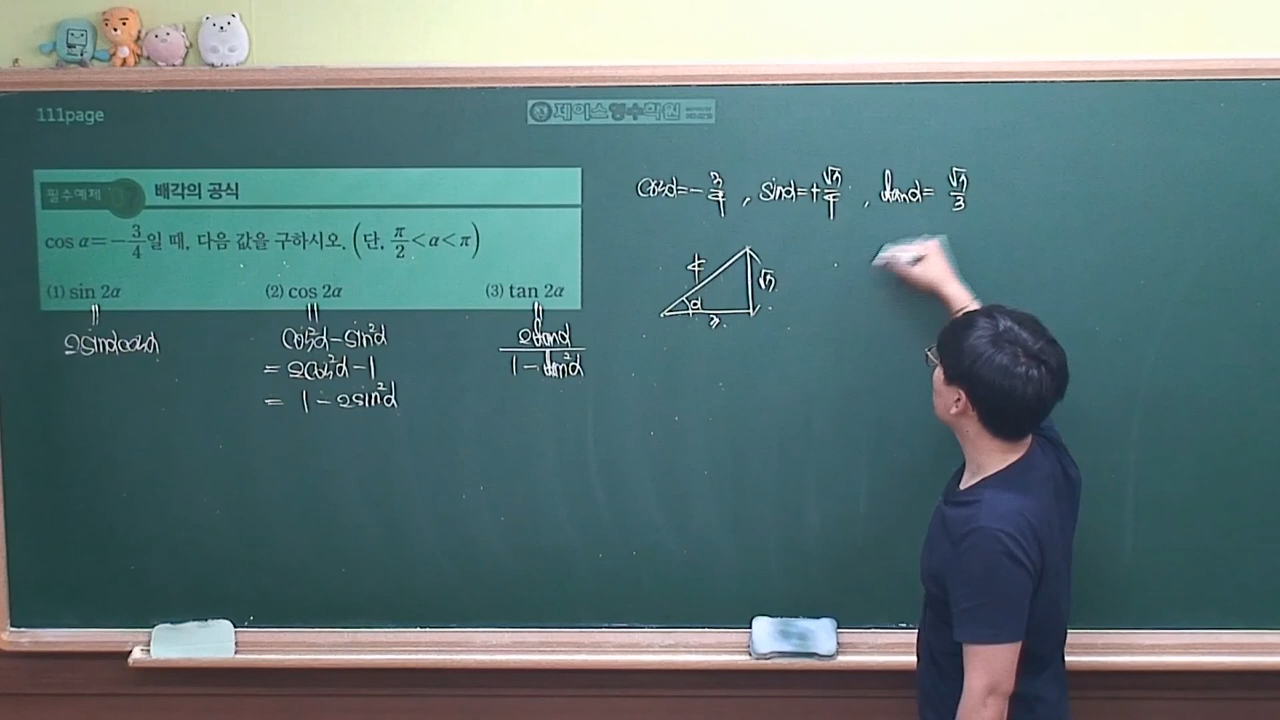 111page
제이스영수학원
필수예제 07 배각의 공식
cos α=-3/4일 때, 다음 값을 구하시오. (단, π/2<α<π)
(1) sin 2α (2) cos 2α (3) tan 2α
2sinαcosα
cos²α-sin²α
= 2cos²α-1
= 1-2sin²α
2tanα/1-tan²α
cosα=-3/4, sinα=+√7/4, tanα=√7/3
4 √7 α 3